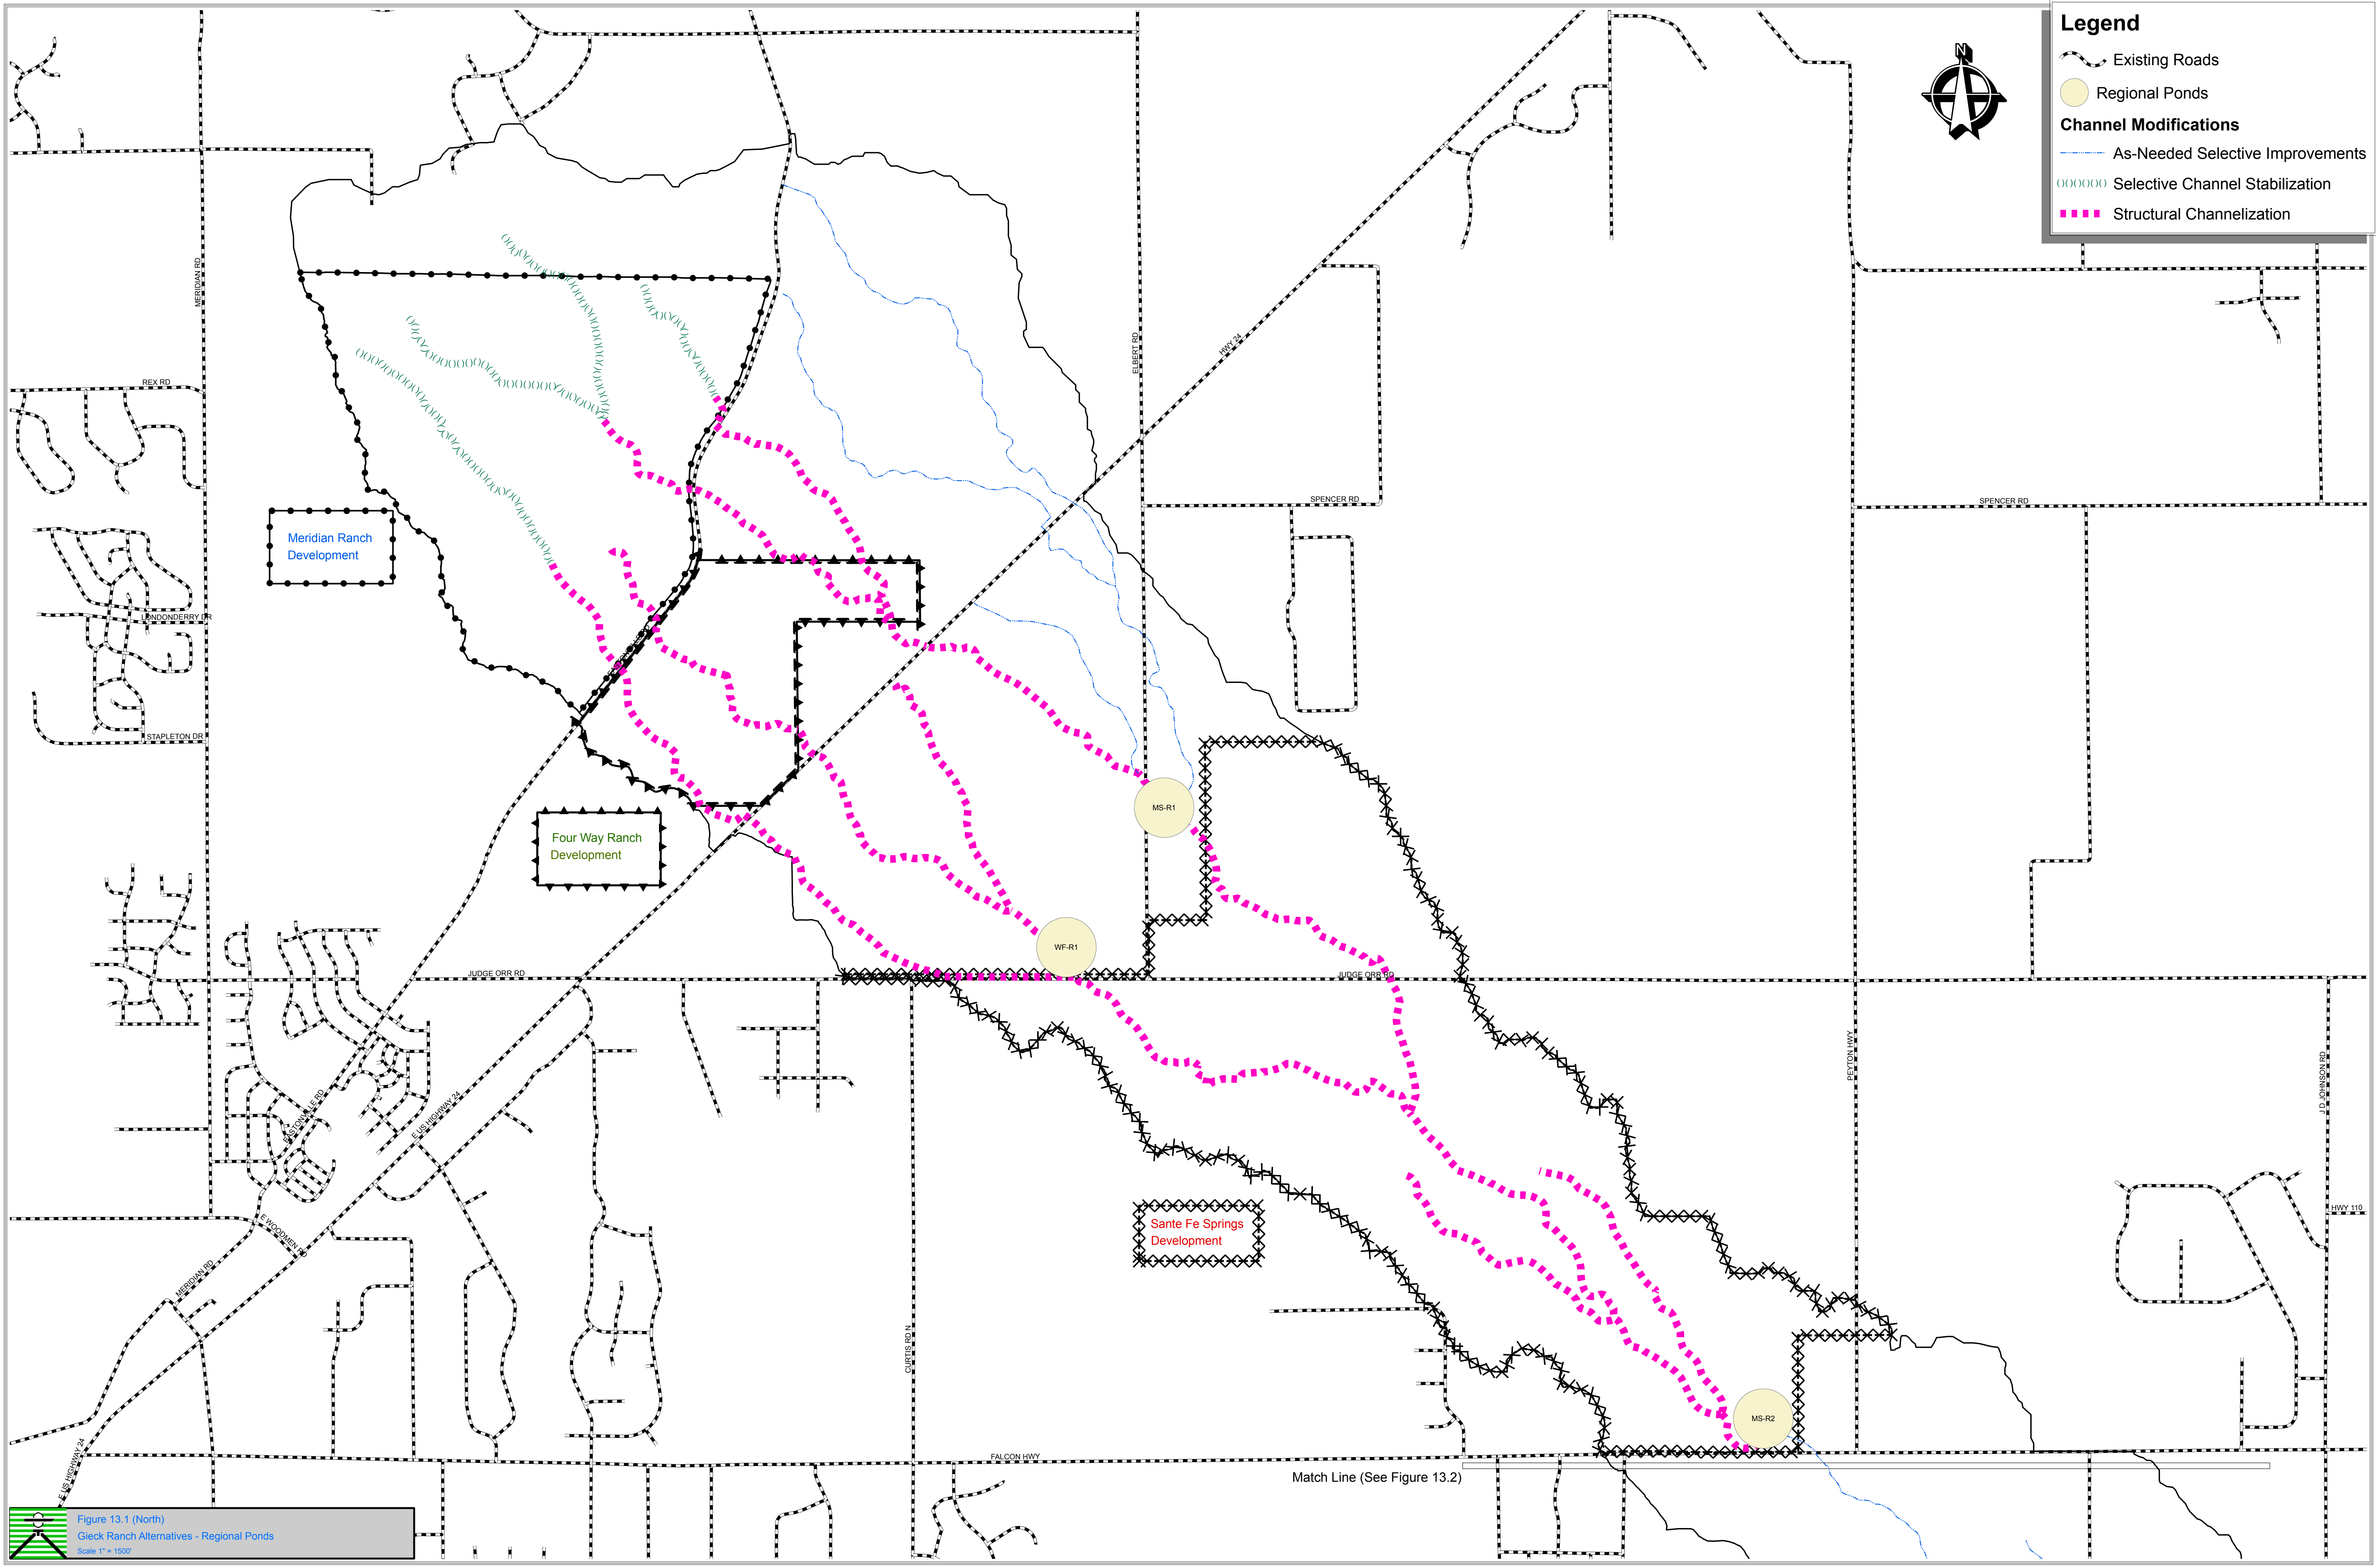 Legend
N
Existing Roads
Regional Ponds
Channel Modifications
As-Needed Selective Improvements
Selective Channel Stabilization
Structural Channelization
MERIDIAN RD
ELBERT RD
HWY 24
REX RD
SPENCER RD
SPENCER RD
Meridian Ranch
Development
LONDONDERRY DR
STAPLETON DR
MS-R1
Four Way Ranch
Development
WF-R1
JUDGE ORR RD
JUDGE ORR RD
PEYTON HWY
J D JOHNSON RD
EASTONVILLE RD
E US HIGHWAY 24
HWY 110
Sante Fe Springs
Development
E WOODMEN RD
MERIDIAN RD
CURTIS RD N
MS-R2
FALCON HWY
E US HIGHWAY 24
Match Line (See Figure 13.2)
Figure 13.1 (North)
Gieck Ranch Alternatives - Regional Ponds
Scale 1" = 1500'